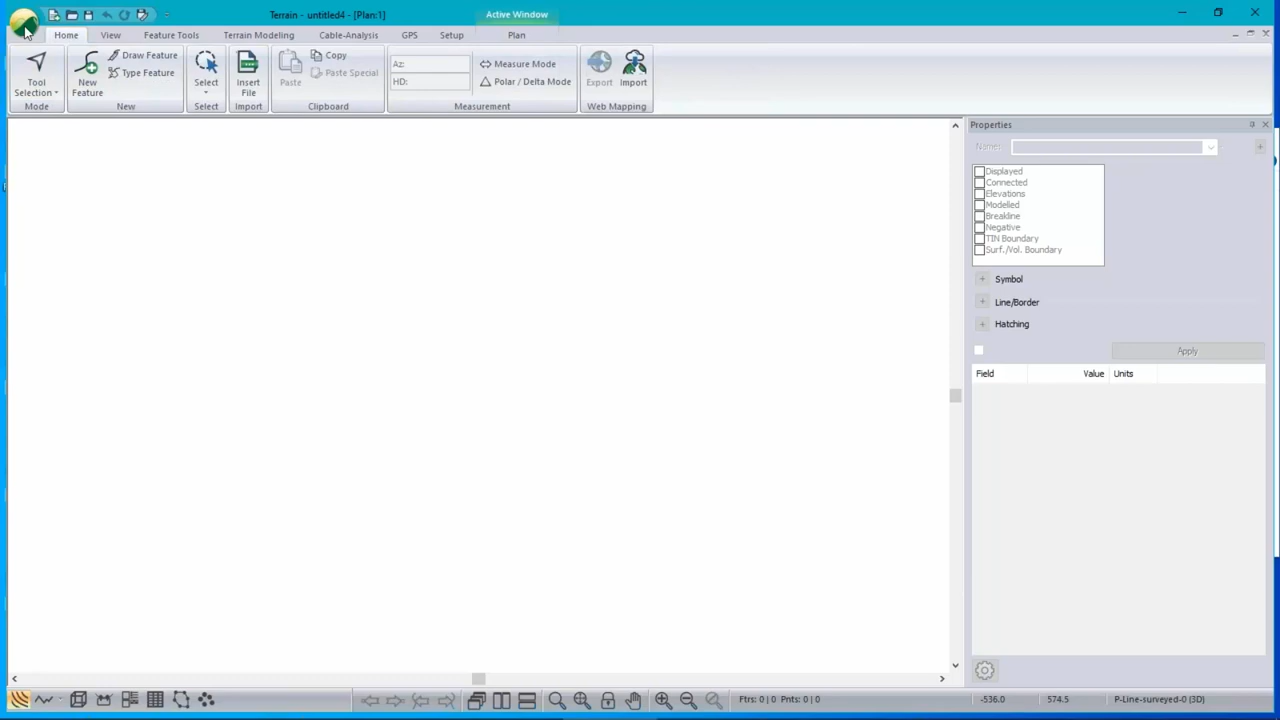 Terrain - untitled4 - [Plan:1]
Active Window
Home View Feature Tools Terrain Modeling Cable-Analysis GPS Setup Plan
Tool Selection
Mode
New Feature
Draw Feature
Type Feature
New
Select
Select
Insert File
Import
Paste
Copy
Paste Special
Clipboard
Az:
HD:
Measure Mode
Polar / Delta Mode
Measurement
Export
Import
Web Mapping
Properties
Name:
Displayed
Connected
Elevations
Modelled
Breakline
Negative
TIN Boundary
Surf./Vol. Boundary
Symbol
Line/Border
Hatching
Apply
Field Value Units
Ftrs: 0 | 0 Pnts: 0 | 0
-536.0 574.5 P-Line-surveyed-0 (3D)